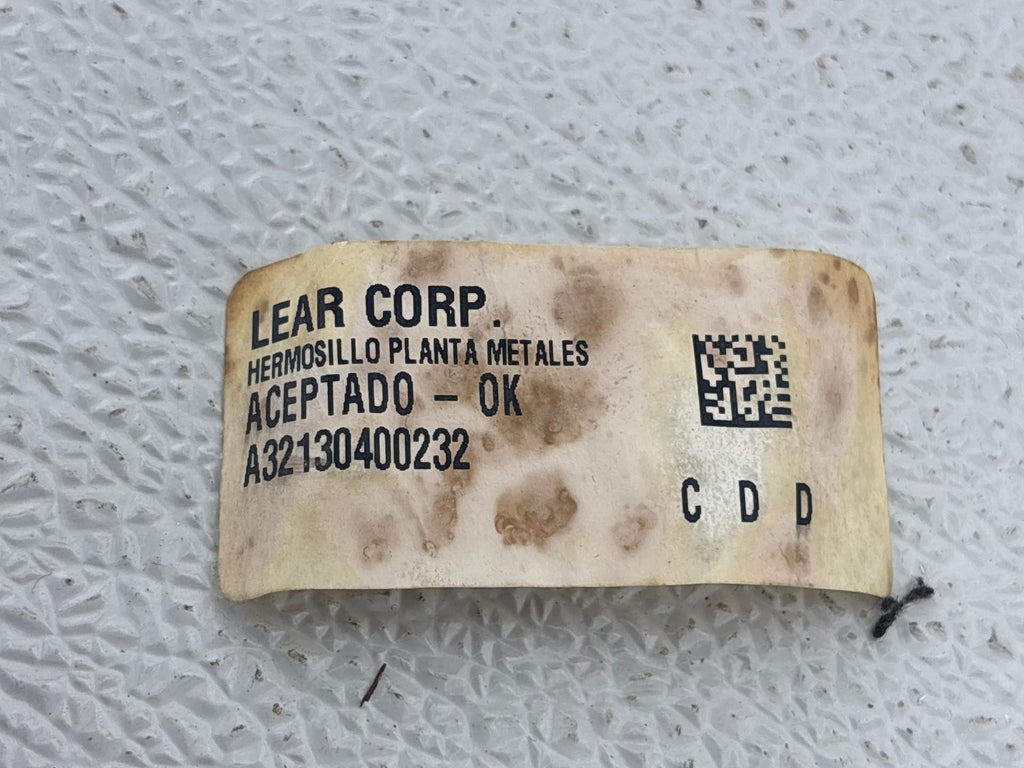 LEAR CORP.
HERMOSILLO PLANTA METALES
ACEPTADO – OK
A32130400232
C D D